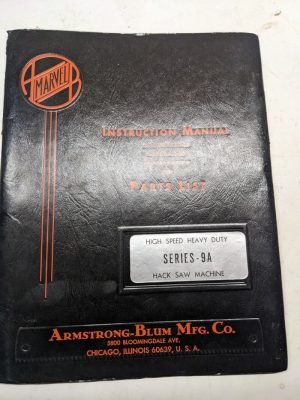 MARVEL
INSTRUCTION MANUAL
PARTS LIST
HIGH SPEED HEAVY DUTY
SERIES-9A
HACK SAW MACHINE
ARMSTRONG-BLUM MFG. CO.
5800 BLOOMINGDALE AVE.
CHICAGO, ILLINOIS 60639, U. S. A.